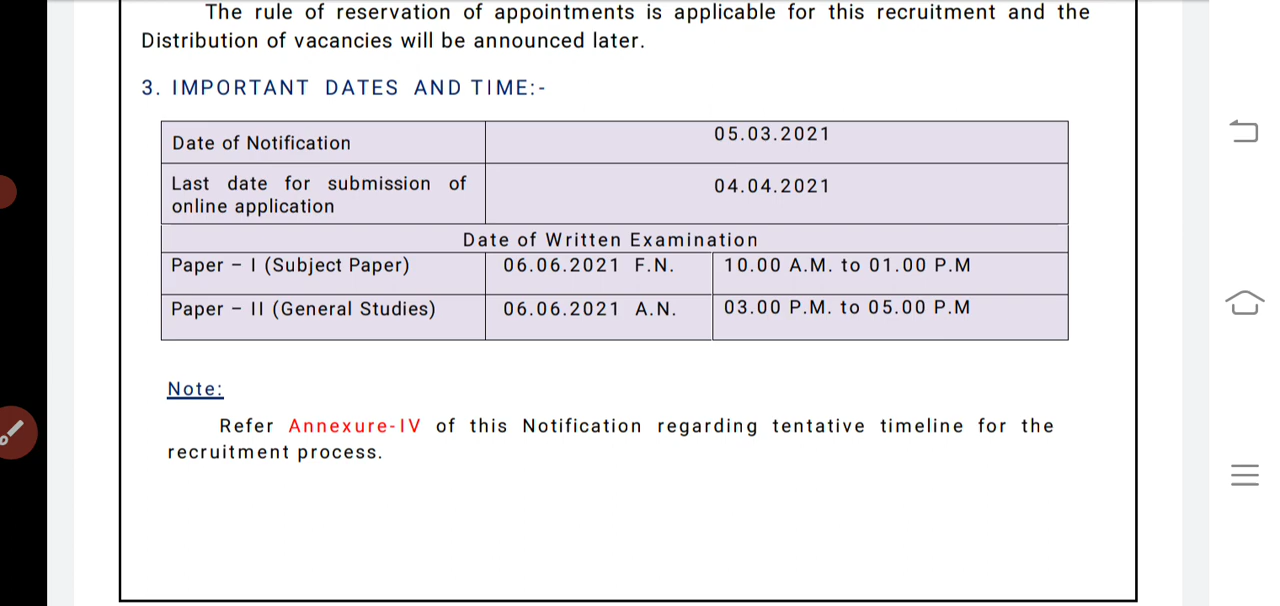 The rule of reservation of appointments is applicable for this recruitment and the
Distribution of vacancies will be announced later.
3. IMPORTANT DATES AND TIME:-
Date of Notification
05.03.2021
Last date for submission of
online application
04.04.2021
Date of Written Examination
Paper – I (Subject Paper)
06.06.2021 F.N.
10.00 A.M. to 01.00 P.M
Paper – II (General Studies)
06.06.2021 A.N.
03.00 P.M. to 05.00 P.M
Note:
Refer Annexure-IV of this Notification regarding tentative timeline for the
recruitment process.